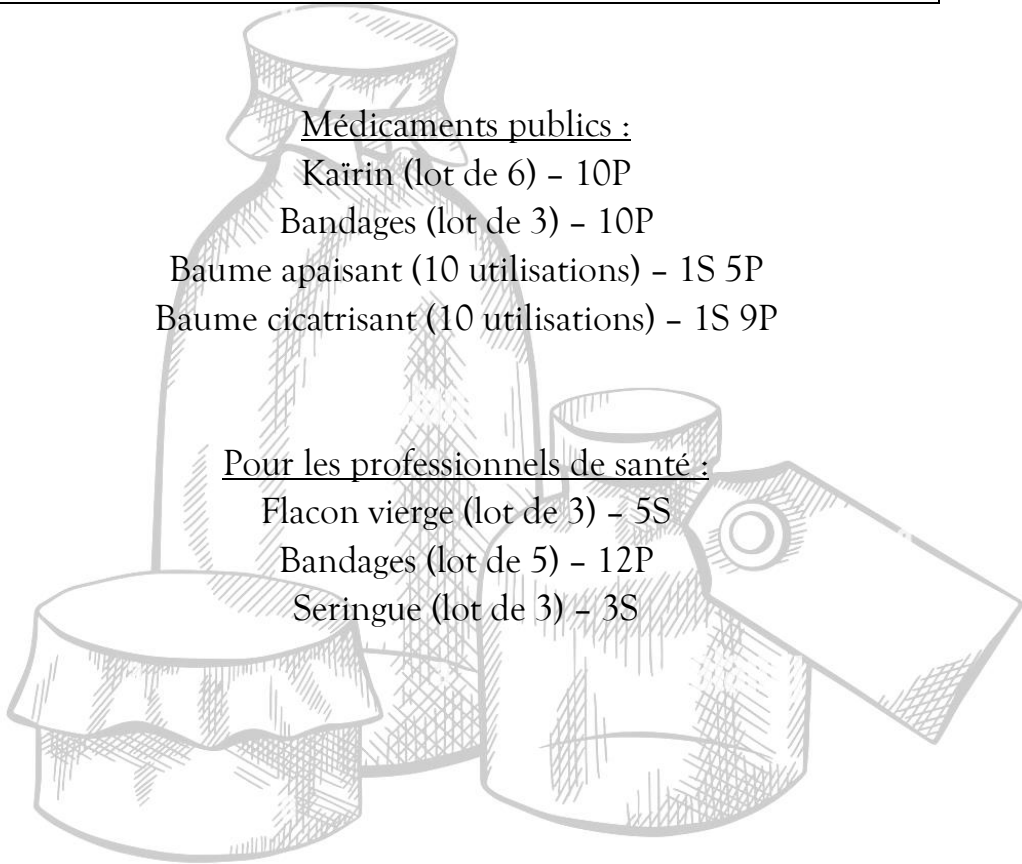 Médicaments publics :
Kaïrin (lot de 6) – 10P
Bandages (lot de 3) – 10P
Baume apaisant (10 utilisations) – 1S 5P
Baume cicatrisant (10 utilisations) – 1S 9P
Pour les professionnels de santé :
Flacon vierge (lot de 3) – 5S
Bandages (lot de 5) – 12P
Seringue (lot de 3) – 3S